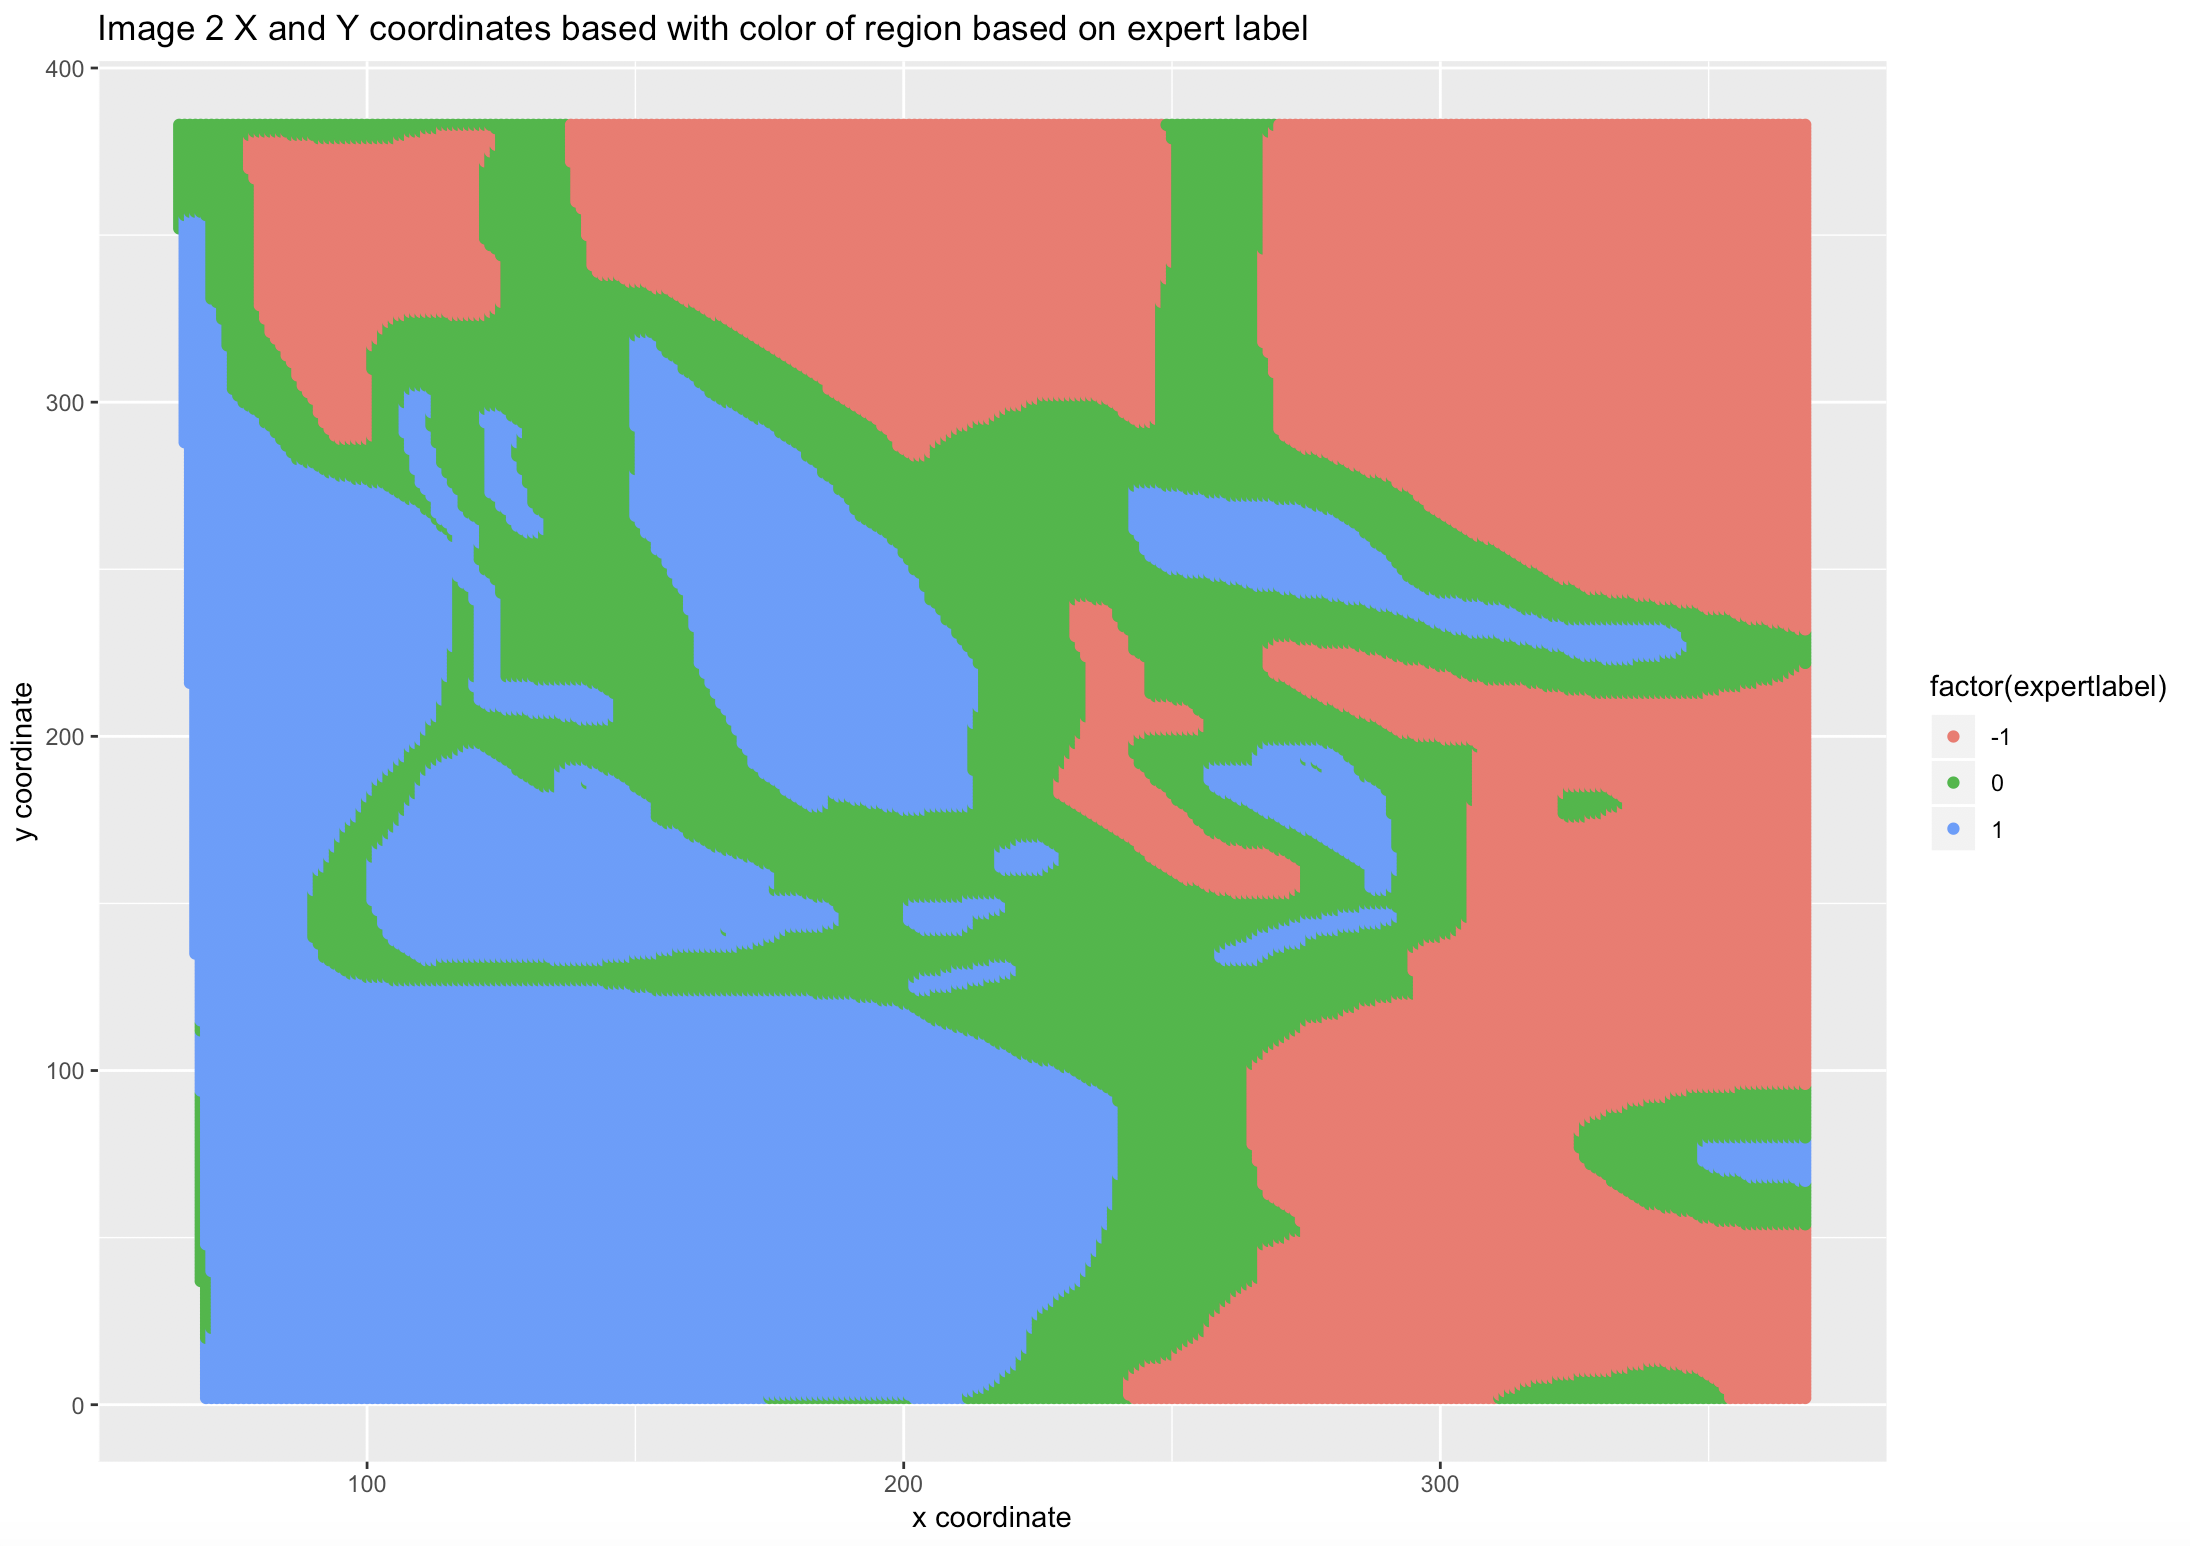 Image 2 X and Y coordinates based with color of region based on expert label
400
300
200
100
0
y coordinate
100
200
300
x coordinate
factor(expertlabel)
-1
0
1